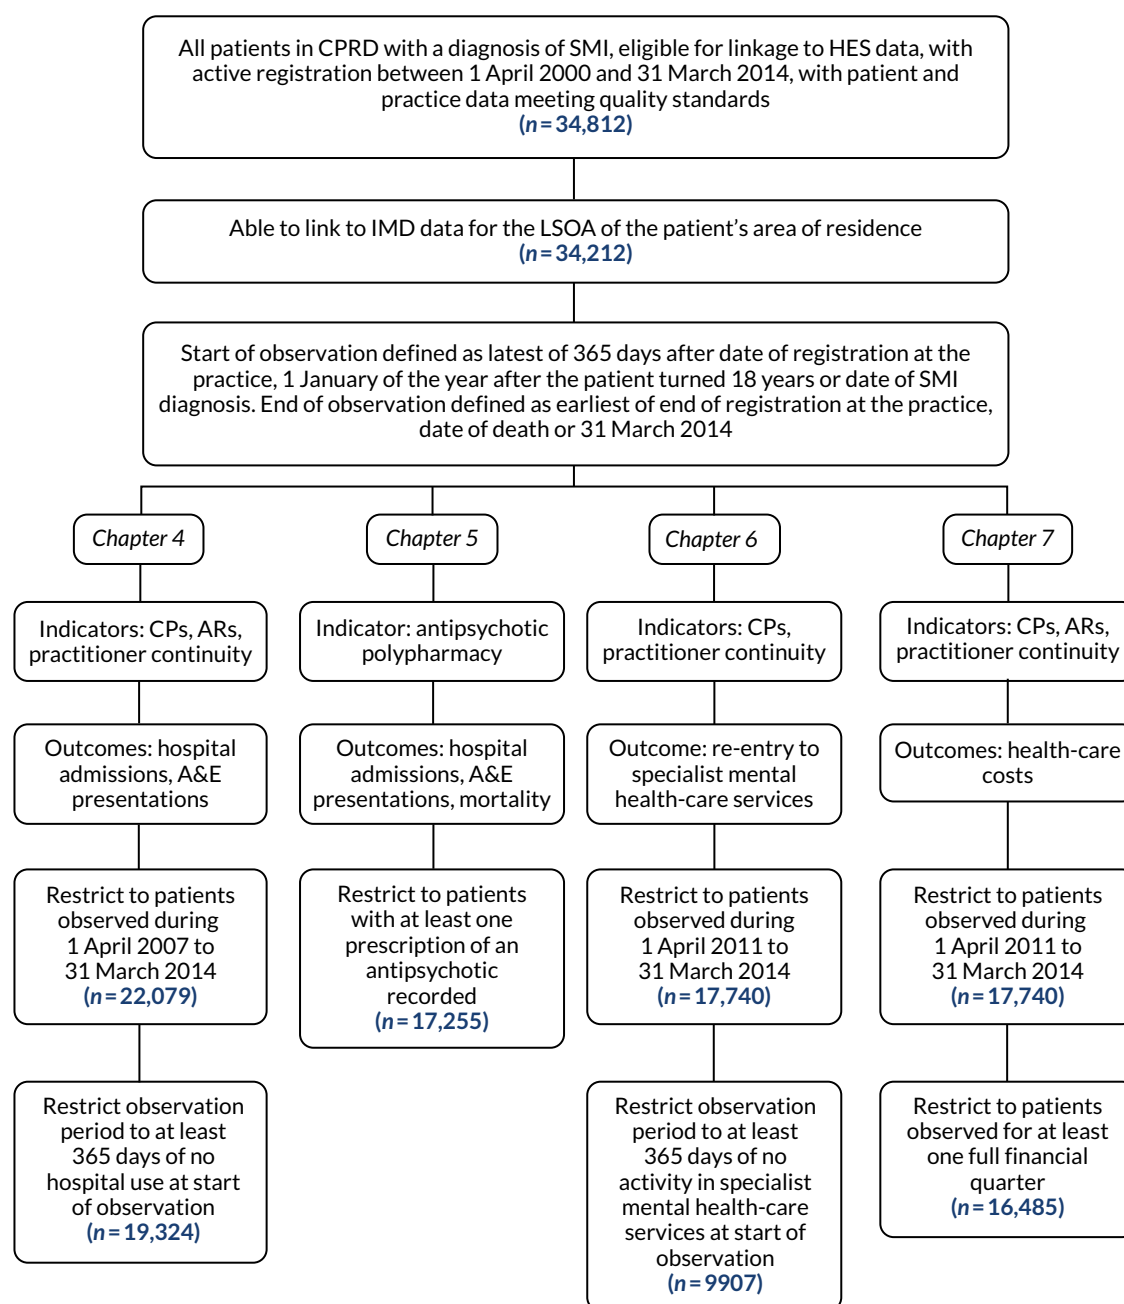 All patients in CPRD with a diagnosis of SMI, eligible for linkage to HES data, with
active registration between 1 April 2000 and 31 March 2014, with patient and
practice data meeting quality standards
(n = 34,812)
Able to link to IMD data for the LSOA of the patient's area of residence
(n = 34,212)
Start of observation defined as latest of 365 days after date of registration at the
practice, 1 January of the year after the patient turned 18 years or date of SMI
diagnosis. End of observation defined as earliest of end of registration at the practice,
date of death or 31 March 2014
Chapter 4
Indicators: CPs, ARs,
practitioner continuity
Outcomes: hospital
admissions, A&E
presentations
Restrict to patients
observed during
1 April 2007 to
31 March 2014
(n = 22,079)
Restrict observation
period to at least
365 days of no
hospital use at start
of observation
(n = 19,324)
Chapter 5
Indicator: antipsychotic
polypharmacy
Outcomes: hospital
admissions, A&E
presentations, mortality
Restrict to patients
with at least one
prescription of an
antipsychotic
recorded
(n = 17,255)
Chapter 6
Indicators: CPs,
practitioner continuity
Outcome: re-entry to
specialist mental
health-care services
Restrict to patients
observed during
1 April 2011 to
31 March 2014
(n = 17,740)
Restrict observation
period to at least
365 days of no
activity in specialist
mental health-care
services at start of
observation
(n = 9907)
Chapter 7
Indicators: CPs, ARs,
practitioner continuity
Outcomes: health-care
costs
Restrict to patients
observed during
1 April 2011 to
31 March 2014
(n = 17,740)
Restrict to patients
observed for at least
one full financial
quarter
(n = 16,485)